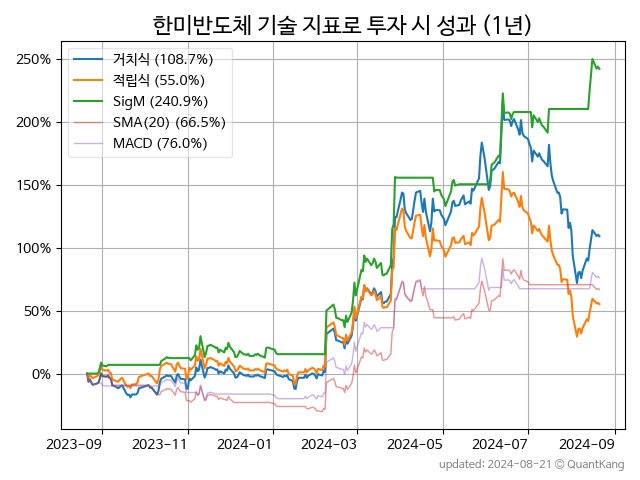 한미반도체 기술 지표로 투자 시 성과 (1년)
거치식 (108.7%)
적립식 (55.0%)
SigM (240.9%)
SMA(20) (66.5%)
MACD (76.0%)
250%
200%
150%
100%
50%
0%
2023-09 2023-11 2024-01 2024-03 2024-05 2024-07 2024-09
updated: 2024-08-21 © QuantKang